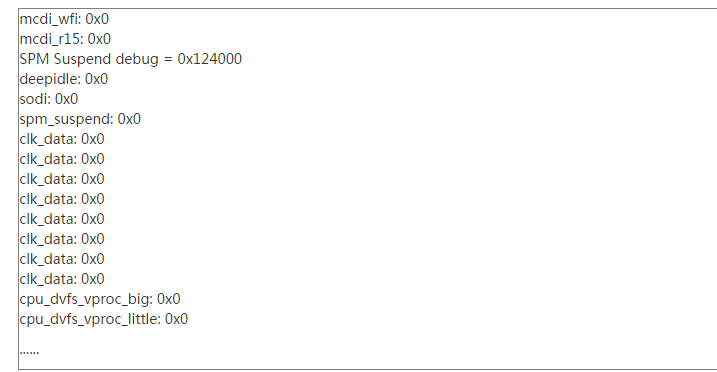 mcdi_wfi: 0x0
mcdi_r15: 0x0
SPM Suspend debug = 0x124000
deepidle: 0x0
sodi: 0x0
spm_suspend: 0x0
clk_data: 0x0
clk_data: 0x0
clk_data: 0x0
clk_data: 0x0
clk_data: 0x0
clk_data: 0x0
clk_data: 0x0
clk_data: 0x0
cpu_dvfs_vproc_big: 0x0
cpu_dvfs_vproc_little: 0x0
......